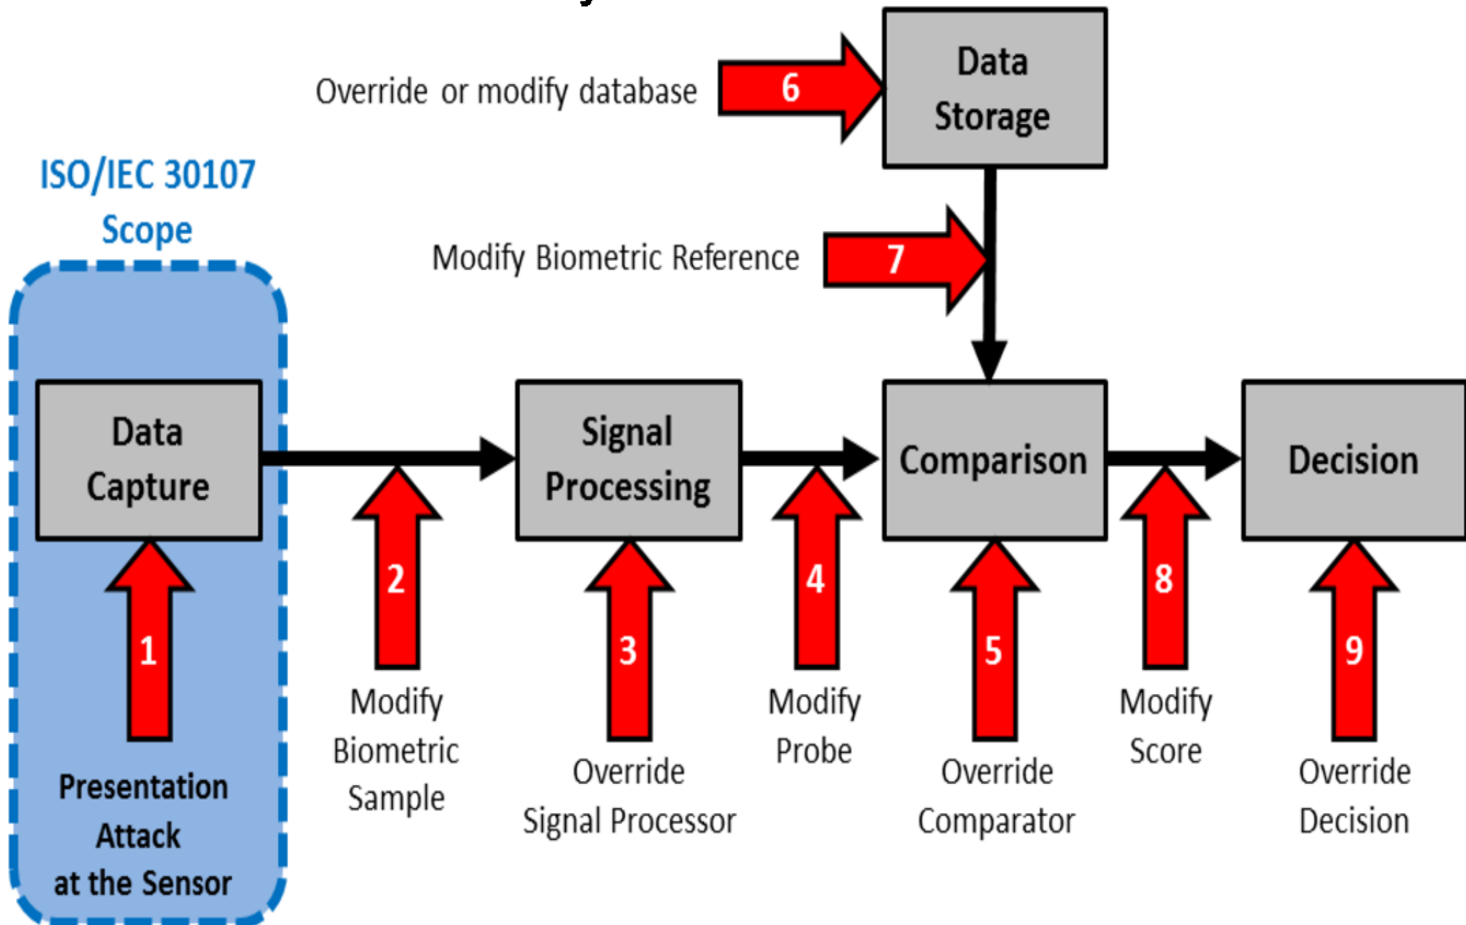 Override or modify database
6
Data
Storage
ISO/IEC 30107
Scope
Modify Biometric Reference
7
Data
Capture
Signal
Processing
Comparison
Decision
1
2
3
4
5
8
9
Presentation
Attack
at the Sensor
Modify
Biometric
Sample
Override
Signal Processor
Modify
Probe
Override
Comparator
Modify
Score
Override
Decision